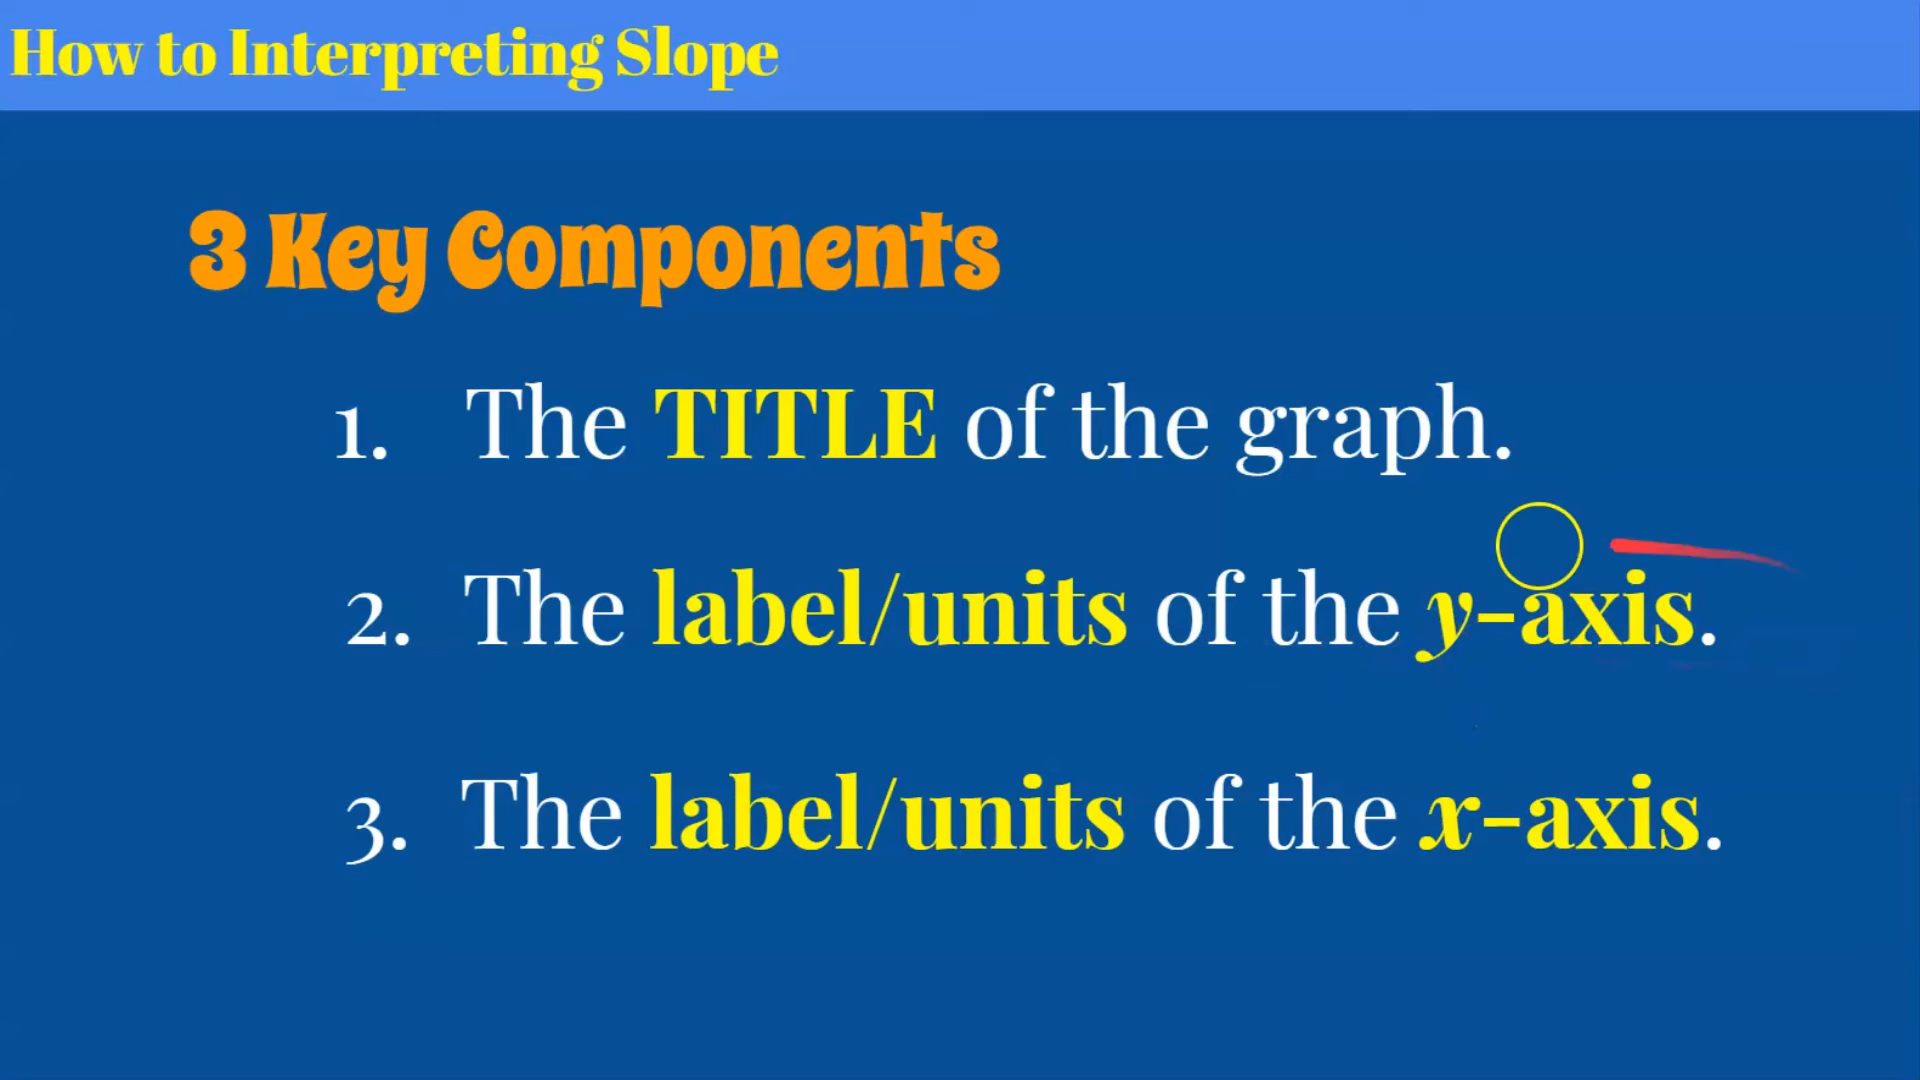 How to Interpreting Slope
3 Key Components
1. The TITLE of the graph.
2. The label/units of the y-axis.
3. The label/units of the x-axis.